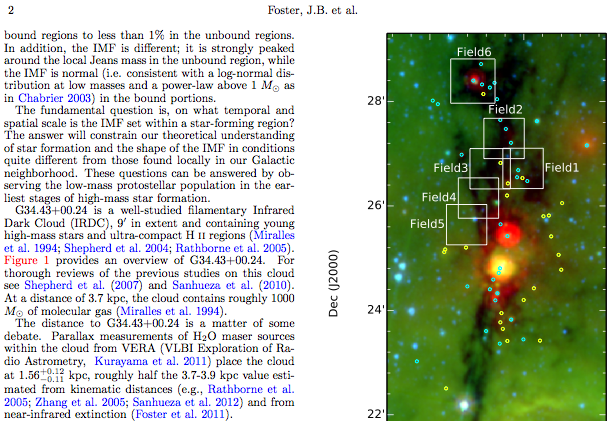 2
Foster, J.B. et al.
bound regions to less than 1% in the unbound regions.
In addition, the IMF is different; it is strongly peaked
around the local Jeans mass in the unbound region, while
the IMF is normal (i.e. consistent with a log-normal dis-
tribution at low masses and a power-law above 1 M⊙ as
in Chabrier 2003) in the bound portions.
The fundamental question is, on what temporal and
spatial scale is the IMF set within a star-forming region?
The answer will constrain our theoretical understanding
of star formation and the shape of the IMF in conditions
quite different from those found locally in our Galactic
neighborhood. These questions can be answered by ob-
serving the low-mass protostellar population in the ear-
liest stages of high-mass star formation.
G34.43+00.24 is a well-studied filamentary Infrared
Dark Cloud (IRDC), 9′ in extent and containing young
high-mass stars and ultra-compact H II regions (Miralles
et al. 1994; Shepherd et al. 2004; Rathborne et al. 2005).
Figure 1 provides an overview of G34.43+00.24. For
thorough reviews of the previous studies on this cloud
see Shepherd et al. (2007) and Sanhueza et al. (2010).
At a distance of 3.7 kpc, the cloud contains roughly 1000
M⊙ of molecular gas (Miralles et al. 1994).
The distance to G34.43+00.24 is a matter of some
debate. Parallax measurements of H₂O maser sources
within the cloud from VERA (VLBI Exploration of Ra-
dio Astrometry, Kurayama et al. 2011) place the cloud
at 1.56+0.12−0.11 kpc, roughly half the 3.7-3.9 kpc value esti-
mated from kinematic distances (e.g., Rathborne et al.
2005; Zhang et al. 2005; Sanhueza et al. 2012) and from
near-infrared extinction (Foster et al. 2011).
Dec (J2000)
28'
26'
24'
22'
Field6
Field2
Field3
Field1
Field4
Field5